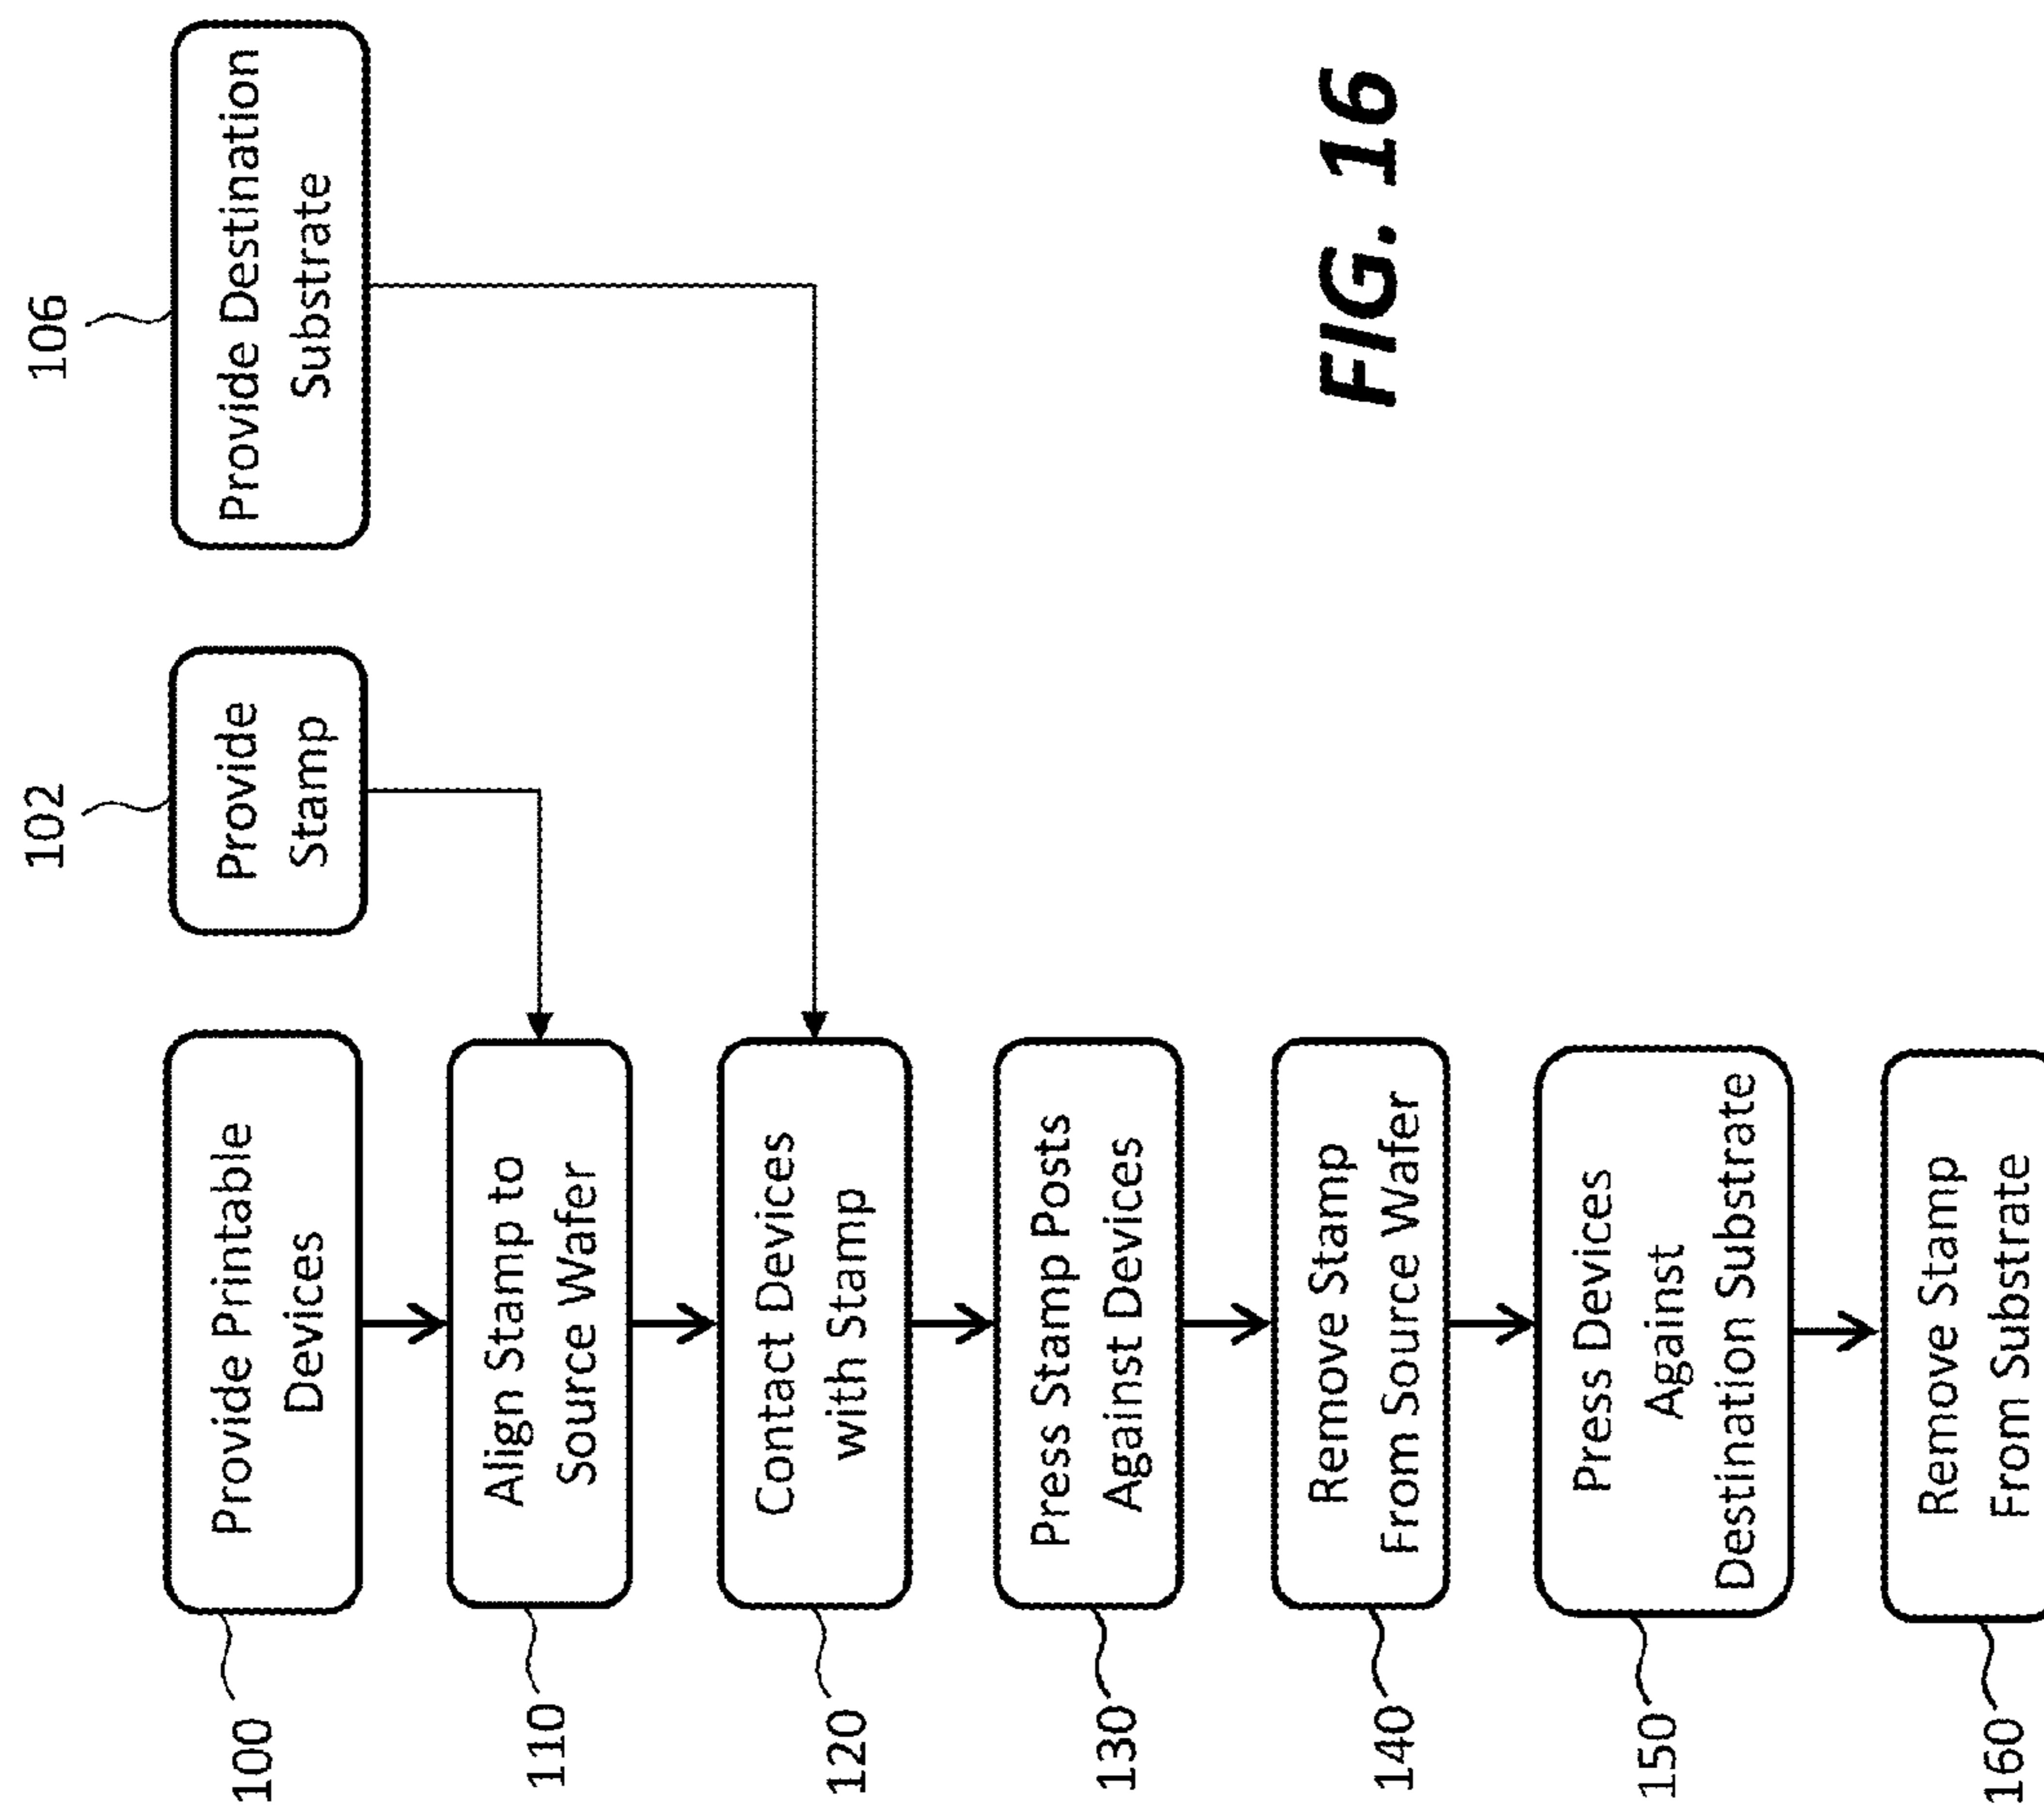 100
Provide Printable
Devices
102
Provide
Stamp
106
Provide Destination
Substrate
110
Align Stamp to
Source Wafer
120
Contact Devices
with Stamp
130
Press Stamp Posts
Against Devices
140
Remove Stamp
From Source Wafer
150
Press Devices
Against
Destination Substrate
160
Remove Stamp
From Substrate
FIG. 16